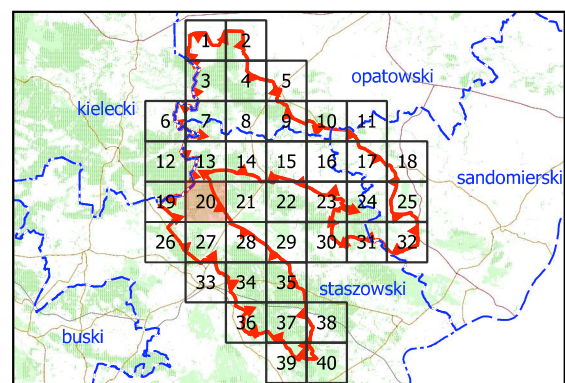 1 2
3 4 5 opatowski
kielecki 6 7 8 9 10 11
12 13 14 15 16 17 18
sandomierski
19 20 21 22 23 24 25
26 27 28 29 30 31 32
33 34 35 staszowski
buski 36 37 38
39 40